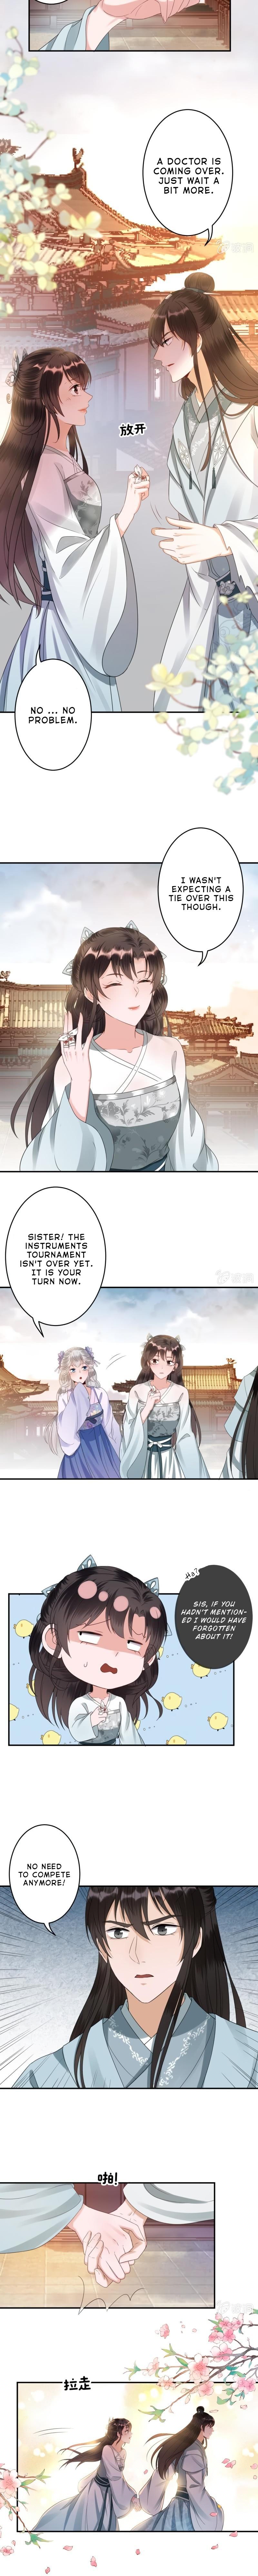 A DOCTOR IS
COMING OVER.
JUST WAIT A
BIT MORE.
放开
NO ... NO
PROBLEM.
I WASN'T
EXPECTING A
TIE OVER THIS
THOUGH.
SISTER! THE
INSTRUMENTS
TOURNAMENT
ISN'T OVER YET.
IT IS YOUR
TURN NOW.
SIS, IF YOU
HADN'T MENTION-
ED I WOULD HAVE
FORGOTTEN
ABOUT IT!
NO NEED
TO COMPETE
ANYMORE!
啪!
拉走